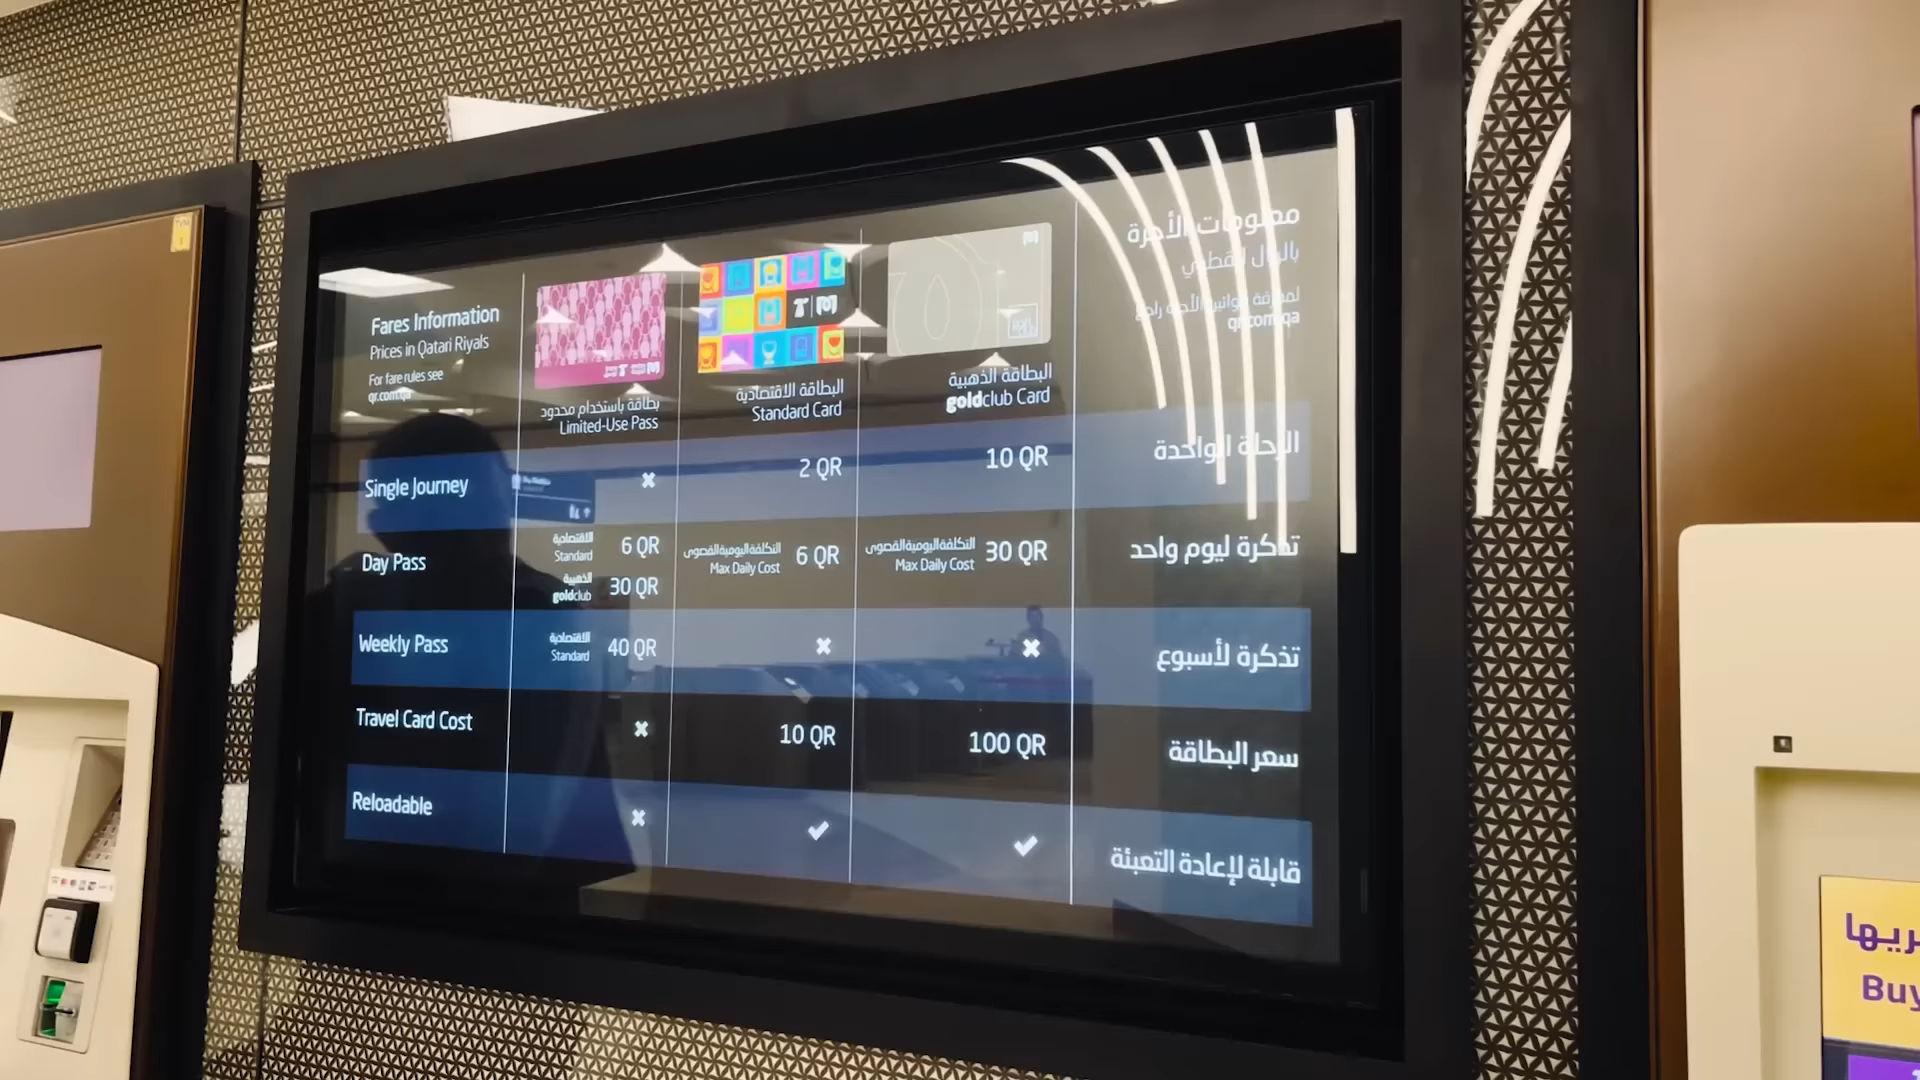 Fares Information
Prices in Qatari Riyals
For fare rules see
qr.com.qa
معلومات الأجرة
بالريال القطري
qr.com.qa
بطاقة باستخدام محدود
Limited-Use Pass
البطاقة الاقتصادية
Standard Card
البطاقة الذهبية
goldclub Card
Single Journey ✖ 2 QR 10 QR الرحلة الواحدة
Day Pass
الاقتصادية
Standard 6 QR
الذهبية
goldclub 30 QR
التكلفة اليومية القصوى
Max Daily Cost 6 QR
التكلفة اليومية القصوى
Max Daily Cost 30 QR
تذكرة ليوم واحد
Weekly Pass
الاقتصادية
Standard 40 QR ✖ ✖ تذكرة لأسبوع
Travel Card Cost ✖ 10 QR 100 QR سعر البطاقة
Reloadable ✖ ✔ ✔ قابلة لإعادة التعبئة
Buy